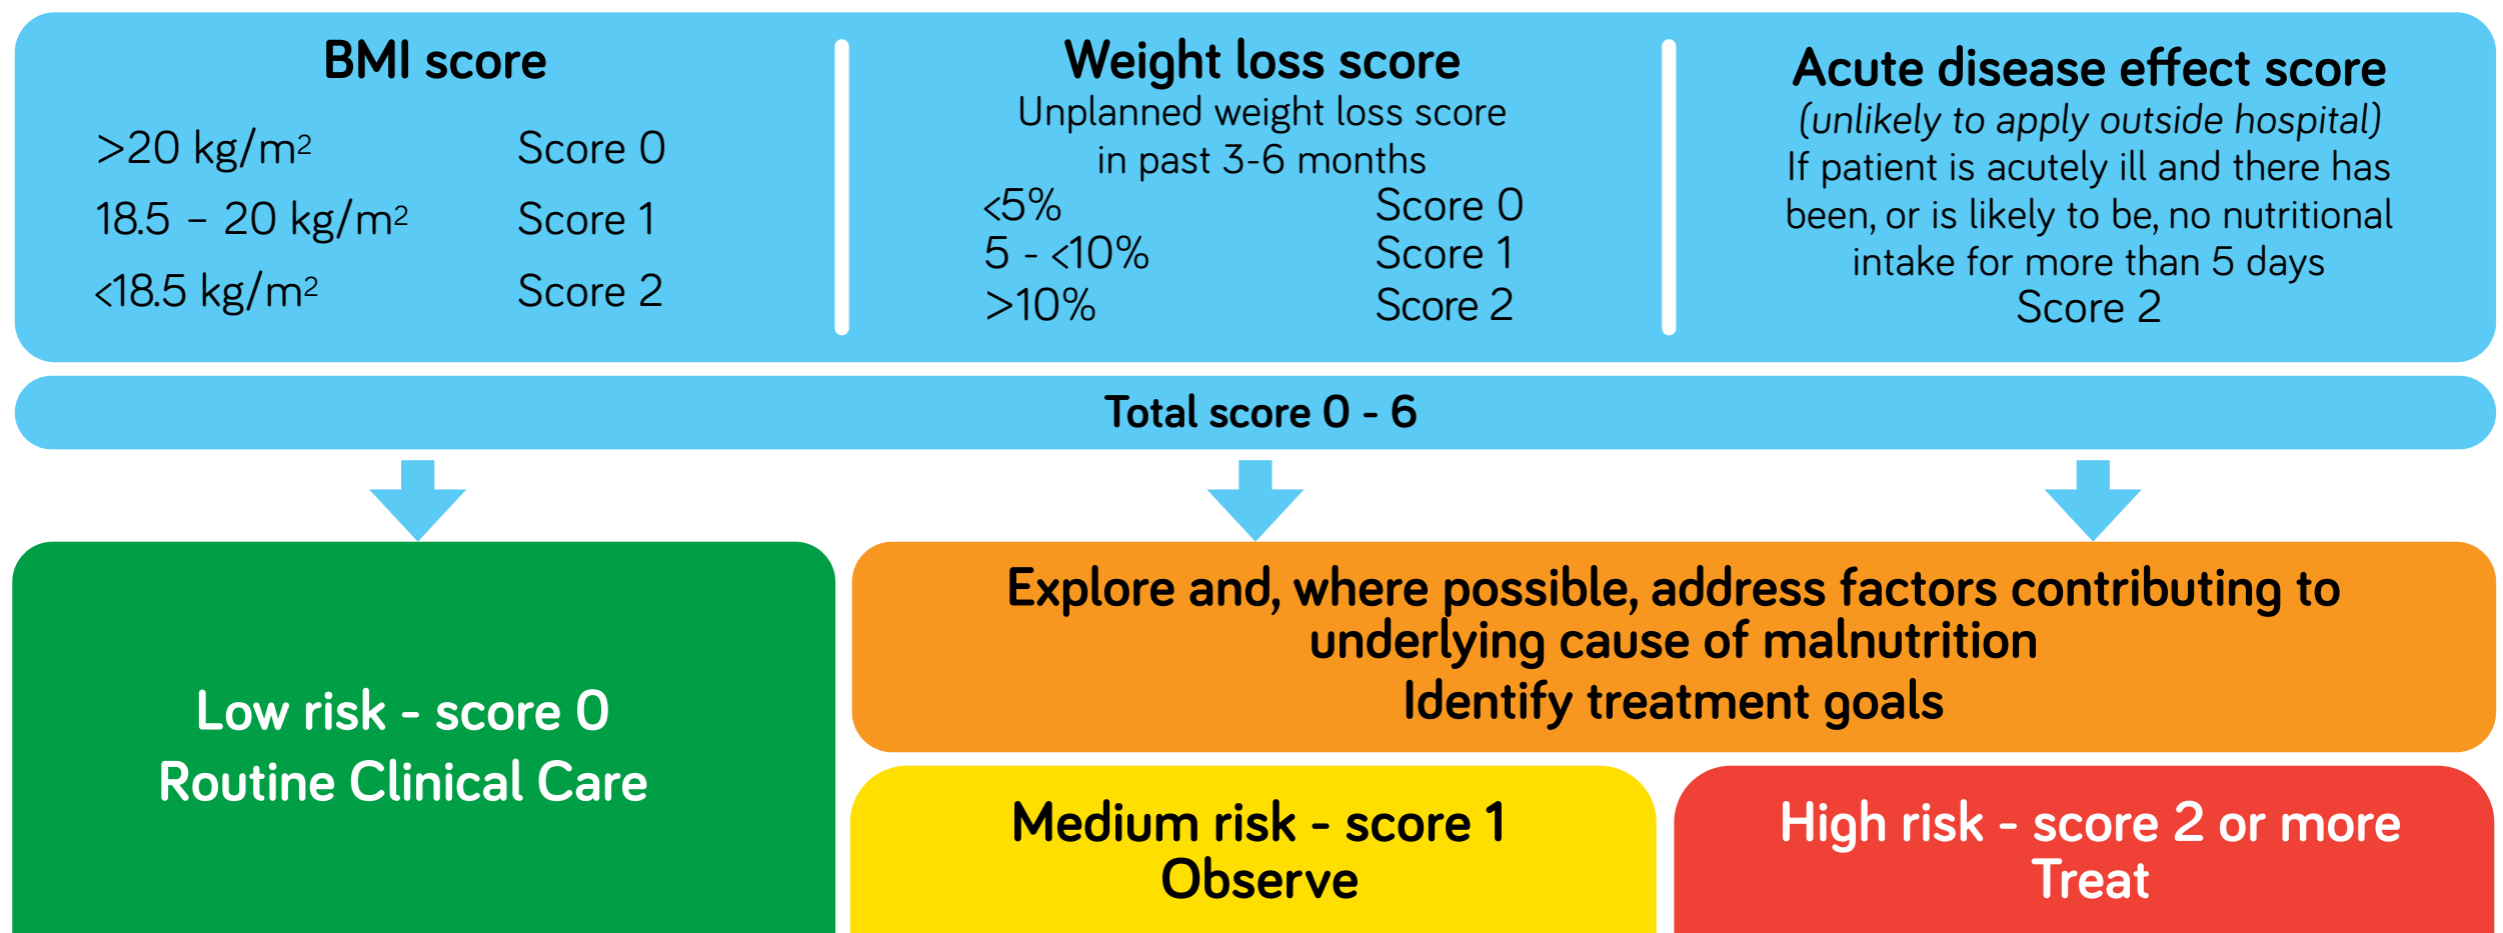 BMI score
>20 kg/m² Score 0
18.5 – 20 kg/m² Score 1
<18.5 kg/m² Score 2
Weight loss score
Unplanned weight loss score
in past 3-6 months
<5% Score 0
5 - <10% Score 1
>10% Score 2
Acute disease effect score
(unlikely to apply outside hospital)
If patient is acutely ill and there has
been, or is likely to be, no nutritional
intake for more than 5 days
Score 2
Total score 0 - 6
Low risk - score 0
Routine Clinical Care
Explore and, where possible, address factors contributing to
underlying cause of malnutrition
Identify treatment goals
Medium risk - score 1
Observe
High risk - score 2 or more
Treat